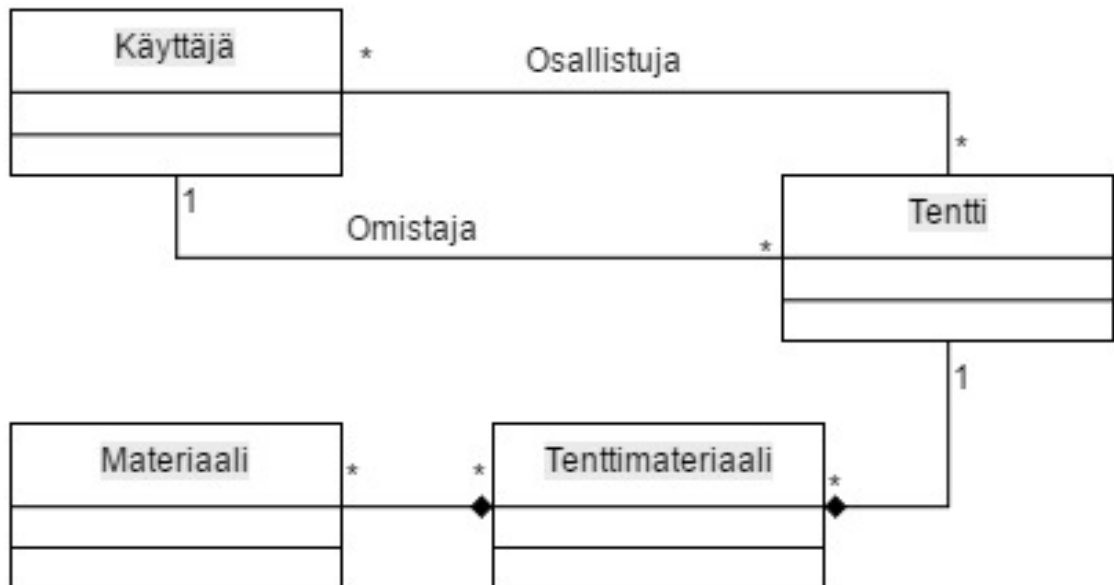 Käyttäjä
*
Osallistuja
*
1
Omistaja
*
Tentti
1
Materiaali
*
*
Tenttimateriaali
*